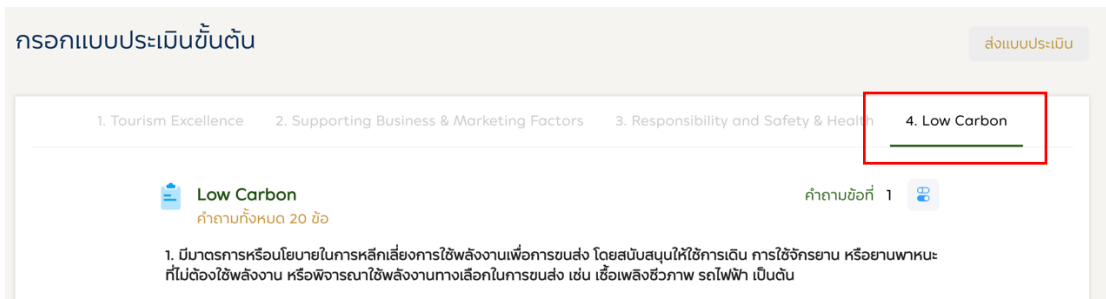 กรอกแบบประเมินขั้นต้น
ส่งแบบประเมิน
1. Tourism Excellence 2. Supporting Business & Marketing Factors 3. Responsibility and Safety & Health 4. Low Carbon
Low Carbon
คำถามข้อที่ 1
คำถามทั้งหมด 20 ข้อ
1. มีมาตรการหรือนโยบายในการหลีกเลี่ยงการใช้พลังงานเพื่อการขนส่ง โดยสนับสนุนให้ใช้การเดิน การใช้จักรยาน หรือยานพาหนะ
ที่ไม่ต้องใช้พลังงาน หรือพิจารณาใช้พลังงานทางเลือกในการขนส่ง เช่น เชื้อเพลิงชีวภาพ รถไฟฟ้า เป็นต้น